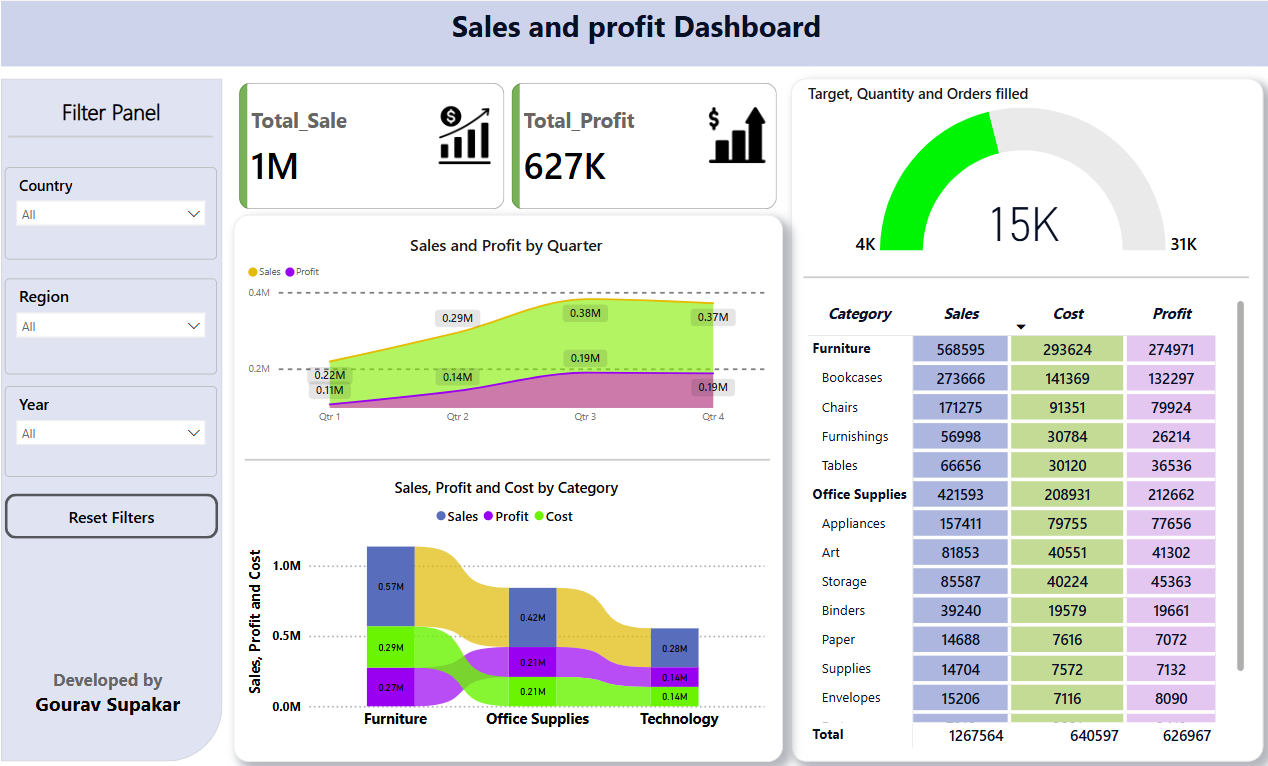 Sales and profit Dashboard
Filter Panel
Country
All
Region
All
Year
All
Reset Filters
Developed by
Gourav Supakar
Total_Sale
1M
Total_Profit
627K
Sales and Profit by Quarter
Sales Profit
0.4M
0.2M
0.22M
0.29M
0.38M
0.37M
0.11M
0.14M
0.19M
0.19M
Qtr 1 Qtr 2 Qtr 3 Qtr 4
Sales, Profit and Cost by Category
Sales Profit Cost
Sales, Profit and Cost
1.0M
0.5M
0.0M
0.57M
0.29M
0.27M
0.42M
0.21M
0.21M
0.28M
0.14M
0.14M
Furniture Office Supplies Technology
Target, Quantity and Orders filled
15K
4K
31K
Category Sales Cost Profit
Furniture 568595 293624 274971
Bookcases 273666 141369 132297
Chairs 171275 91351 79924
Furnishings 56998 30784 26214
Tables 66656 30120 36536
Office Supplies 421593 208931 212662
Appliances 157411 79755 77656
Art 81853 40551 41302
Storage 85587 40224 45363
Binders 39240 19579 19661
Paper 14688 7616 7072
Supplies 14704 7572 7132
Envelopes 15206 7116 8090
Total 1267564 640597 626967